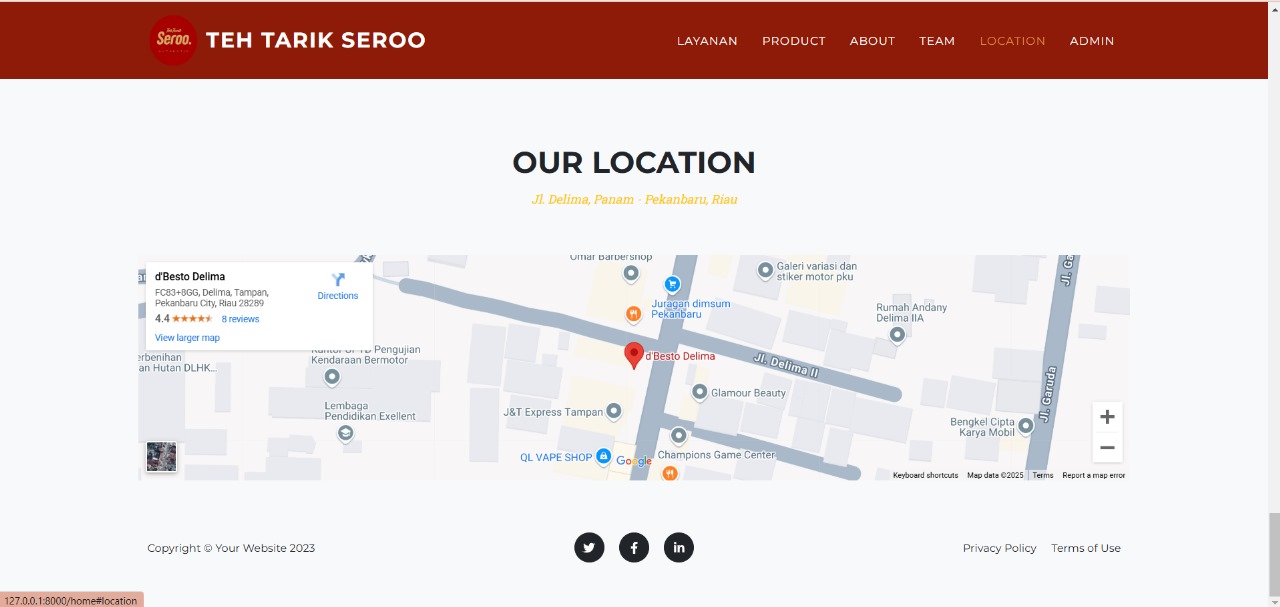 Seroo.
TEH TARIK SEROO
LAYANAN
PRODUCT
ABOUT
TEAM
LOCATION
ADMIN
OUR LOCATION
Jl. Delima, Panam - Pekanbaru, Riau
d'Besto Delima
FC83+8GG, Delima, Tampan,
Pekanbaru City, Riau 28289
4.4
8 reviews
View larger map
Directions
Omar Barbershop
Galeri variasi dan
stiker motor pku
Juragan dimsum
Pekanbaru
Rumah Andany
Delima IIA
Jl. Ga
d'Besto Delima
Jl. Delima II
Pengujian
Kendaraan Bermotor
erbenihan
an Hutan DLHK...
Glamour Beauty
Jl. Garuda
Lembaga
Pendidikan Exellent
J&T Express Tampan
Bengkel Cipta
Karya Mobil
QL VAPE SHOP
Google
Champions Game Center
+
−
Keyboard shortcuts
Map data ©2025
Terms
Report a map error
Copyright © Your Website 2023
Privacy Policy
Terms of Use
127.0.0.1:8000/home#location